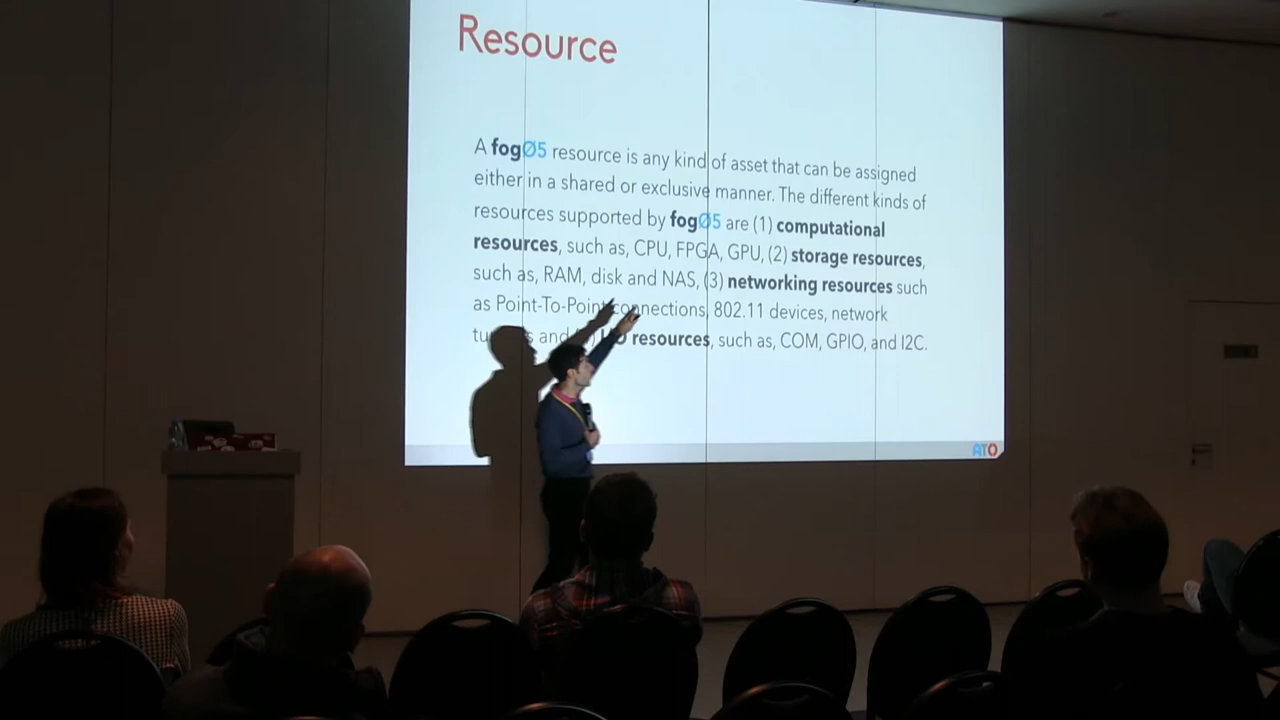 Resource
A fogØ5 resource is any kind of asset that can be assigned
either in a shared or exclusive manner. The different kinds of
resources supported by fogØ5 are (1) computational
resources, such as, CPU, FPGA, GPU, (2) storage resources,
such as, RAM, disk and NAS, (3) networking resources such
as Point-To-Point connections, 802.11 devices, network
and resources, such as, COM, GPIO, and I2C.
ATO